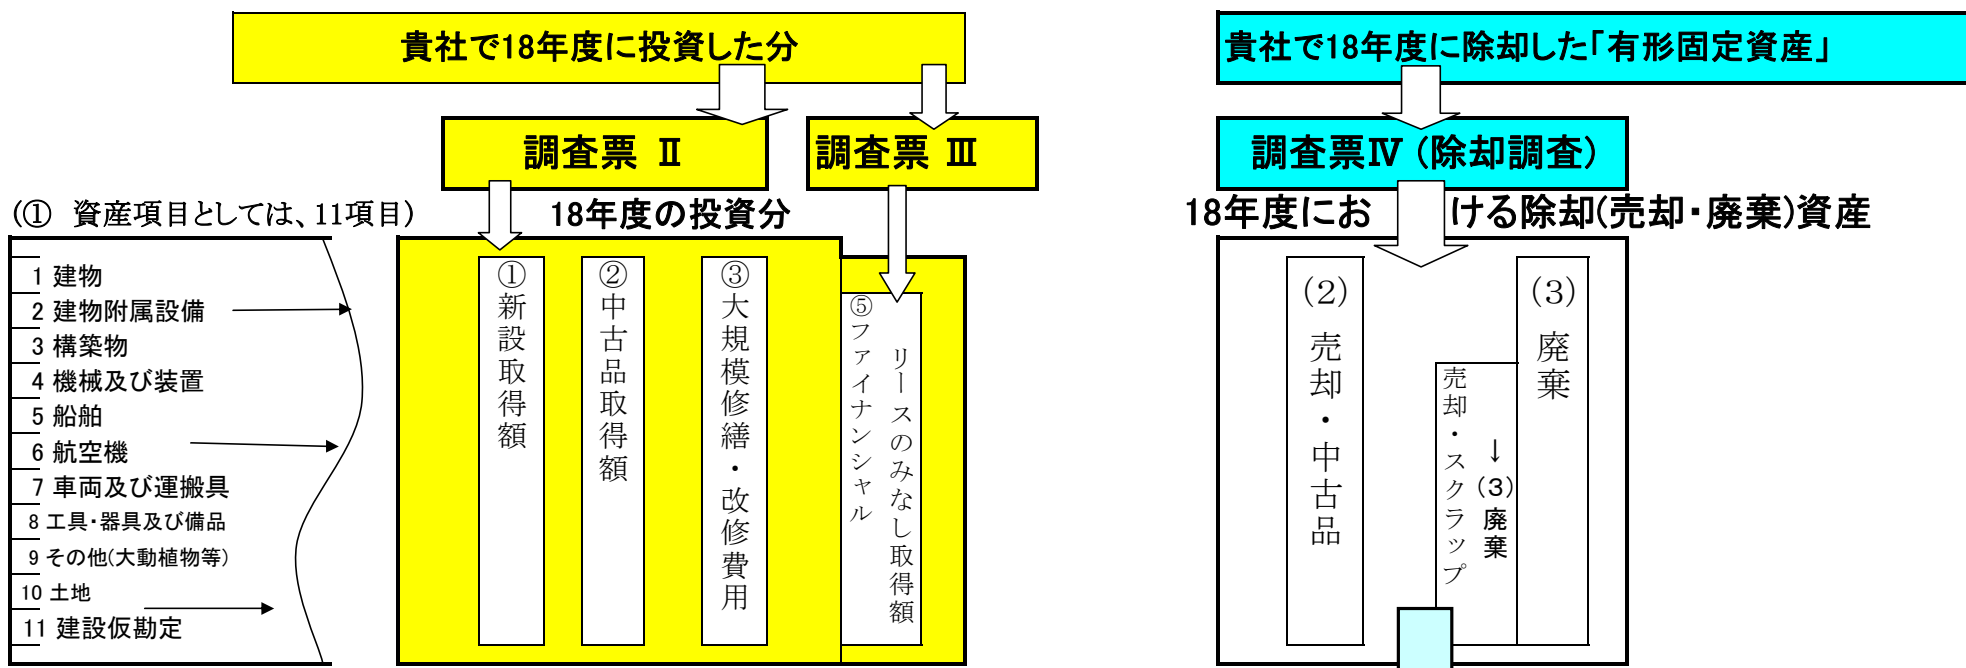 貴社で18年度に投資した分
貴社で18年度に除却した「有形固定資産」
調査票 Ⅱ
調査票 Ⅲ
調査票Ⅳ (除却調査)
(① 資産項目としては、11項目)
18年度の投資分
18年度における除却(売却・廃棄)資産
1 建物
2 建物附属設備
3 構築物
4 機械及び装置
5 船舶
6 航空機
7 車両及び運搬具
8 工具・器具及び備品
9 その他(大動植物等)
10 土地
11 建設仮勘定
①新設取得額
②中古品取得額
③大規模修繕・改修費用
⑤ファイナンシャル
リースのみなし取得額
(2)売却・中古品
売却・スクラップ
↓(3)廃棄
(3)廃棄